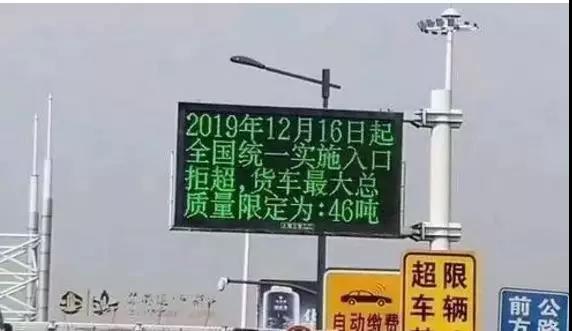 2019年12月16日起
全国统一实施入口
拒超,货车最大总
质量限定为:46吨
自动缴费
超限
车辆
前公
方路